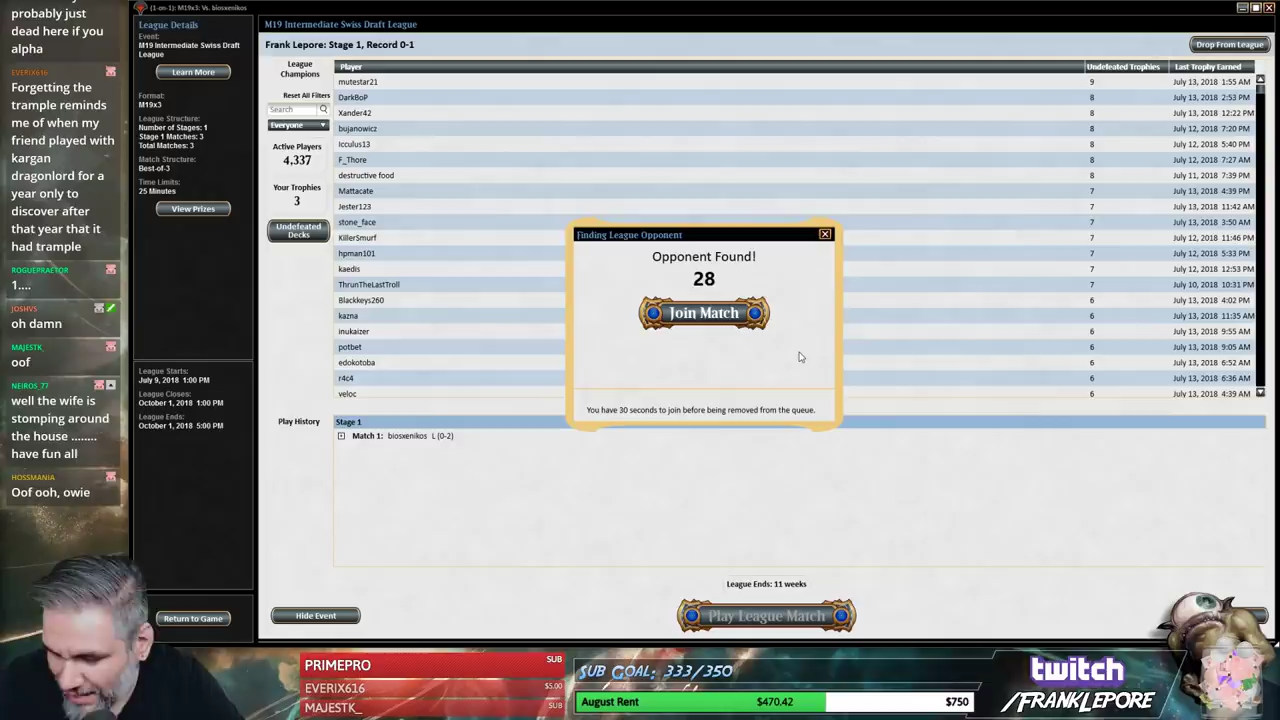 probably just
dead here if you
alpha
EVERIX616
Forgetting the
trample reminds
me of when my
friend played with
kargan
dragonlord for a
year only to
discover after
that year that it
had trample
ROGUEPRAETOR
1....
JOSHVS
oh damn
MAJESTK_
oof
NEIROS_77
well the wife is
stomping around
the house ........
have fun all
HOSSMANIA
Oof ooh, owie
(1-on-1): M19x3: Vs. biosxenikos
League Details
Event:
M19 Intermediate Swiss Draft
League
Learn More
Format:
M19x3
League Structure:
Number of Stages: 1
Stage 1 Matches: 3
Total Matches: 3
Match Structure:
Best-of-3
Time Limits:
25 Minutes
View Prizes
League Starts:
July 9, 2018 1:00 PM
League Closes:
October 1, 2018 1:00 PM
League Ends:
October 1, 2018 5:00 PM
Return to Game
M19 Intermediate Swiss Draft League
Frank Lepore: Stage 1, Record 0-1
Drop From League
League
Champions
Reset All Filters
Search
Everyone
Active Players
4,337
Your Trophies
3
Undefeated
Decks
Player Undefeated Trophies Last Trophy Earned
mutestar21 9 July 13, 2018 1:55 AM
DarkBoP 8 July 13, 2018 2:53 PM
Xander42 8 July 13, 2018 12:22 PM
bujanowicz 8 July 12, 2018 7:20 PM
Icculus13 8 July 12, 2018 5:40 PM
F_Thore 8 July 12, 2018 7:27 AM
destructive food 8 July 11, 2018 7:39 PM
Mattacate 7 July 13, 2018 4:39 PM
Jester123 7 July 13, 2018 11:42 AM
stone_face 7 July 13, 2018 3:50 AM
KillerSmurf 7 July 12, 2018 11:46 PM
hpman101 7 July 12, 2018 5:33 PM
kaedis 7 July 12, 2018 12:53 PM
ThrunTheLastTroll 7 July 10, 2018 10:31 PM
Blackkeys260 6 July 13, 2018 4:02 PM
kazna 6 July 13, 2018 11:35 AM
inukaizer 6 July 13, 2018 9:55 AM
potbet 6 July 13, 2018 9:05 AM
edokotoba 6 July 13, 2018 6:52 AM
r4c4 6 July 13, 2018 6:36 AM
veloc 6 July 13, 2018 4:39 AM
Finding League Opponent
Opponent Found!
28
Join Match
You have 30 seconds to join before being removed from the queue.
Play History
Stage 1
Match 1: biosxenikos L (0-2)
League Ends: 11 weeks
Hide Event
Play League Match
PRIMEPRO SUB
EVERIX616 $5.00
MAJESTK_ SUB
SUB GOAL: 333/350
August Rent $470.42 $750
twitch
/FRANKLEPORE